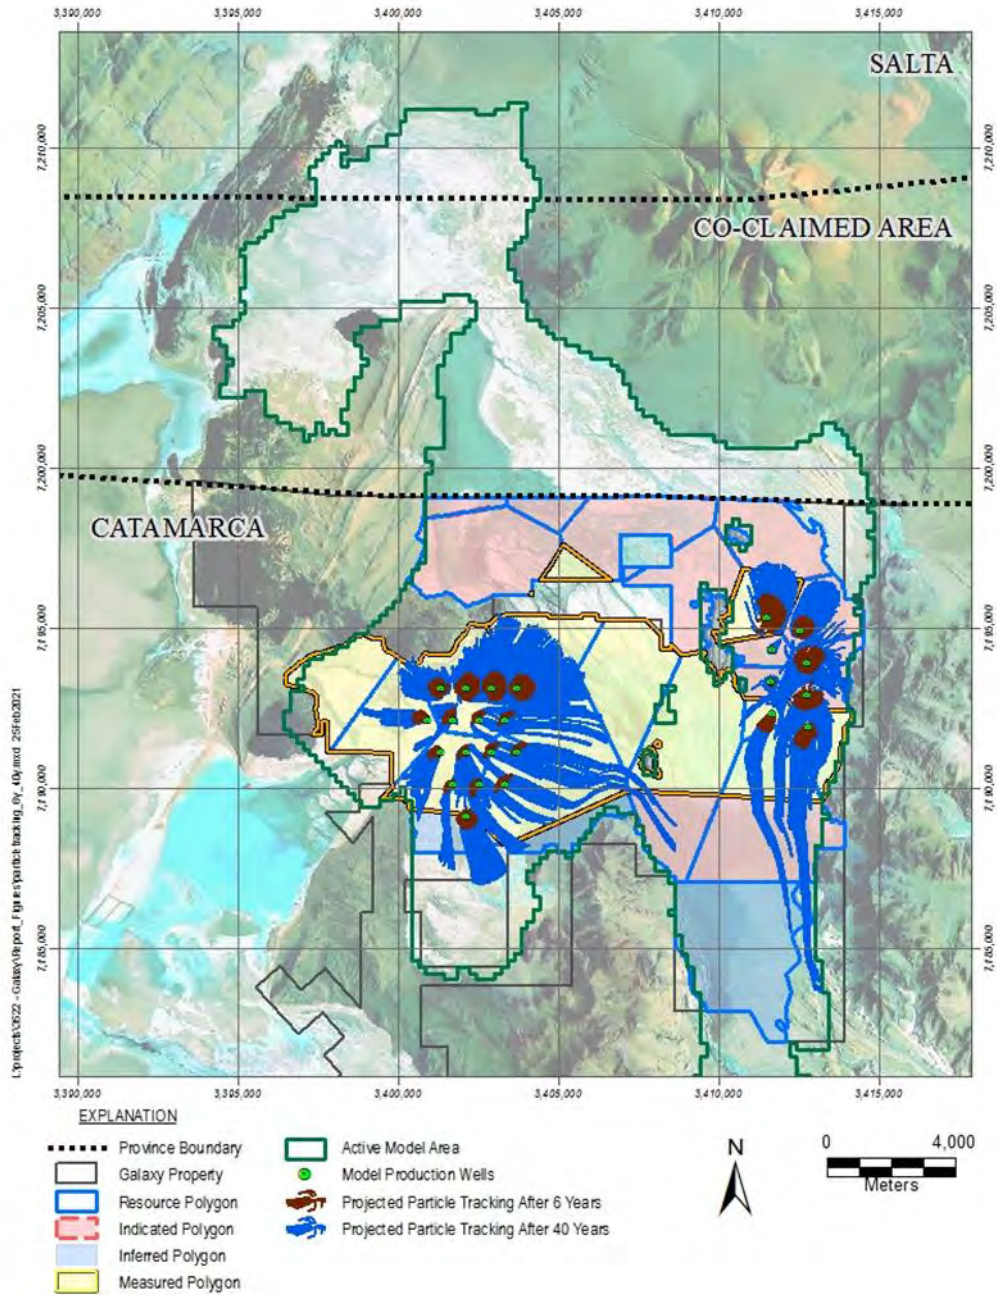 3,390,000 3,395,000 3,400,000 3,405,000 3,410,000 3,415,000
SALTA
7,210,000 7,210,000
CO-CLAIMED AREA
7,205,000 7,205,000
7,200,000 7,200,000
CATAMARCA
7,195,000 7,195,000
7,190,000 7,190,000
7,185,000 7,185,000
3,390,000 3,395,000 3,400,000 3,405,000 3,410,000 3,415,000
EXPLANATION
Province Boundary
Galaxy Property
Resource Polygon
Indicated Polygon
Inferred Polygon
Measured Polygon
Active Model Area
Model Production Wells
Projected Particle Tracking After 6 Years
Projected Particle Tracking After 40 Years
N
0 4,000
Meters